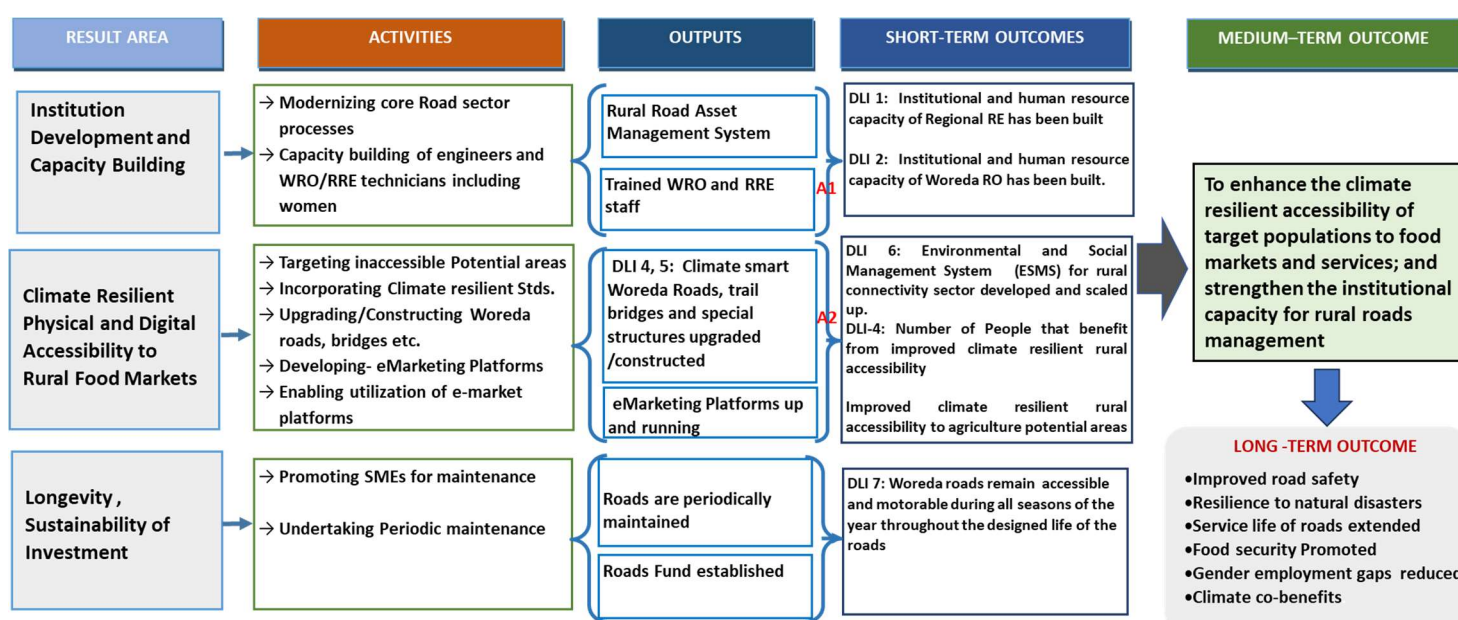 RESULT AREA
ACTIVITIES
OUTPUTS
SHORT-TERM OUTCOMES
MEDIUM–TERM OUTCOME
Institution
Development and
Capacity Building
→ Modernizing core Road sector
processes
→ Capacity building of engineers and
WRO/RRE technicians including
women
Rural Road Asset
Management System
Trained WRO and RRE
staff
A1
DLI 1: Institutional and human resource
capacity of Regional RE has been built
DLI 2: Institutional and human resource
capacity of Woreda RO has been built.
Climate Resilient
Physical and Digital
Accessibility to
Rural Food Markets
→ Targeting inaccessible Potential areas
→ Incorporating Climate resilient Stds.
→ Upgrading/Constructing Woreda
roads, bridges etc.
→ Developing- eMarketing Platforms
→ Enabling utilization of e-market
platforms
DLI 4, 5: Climate smart
Woreda Roads, trail
bridges and special
structures upgraded
/constructed
eMarketing Platforms up
and running
A2
DLI 6: Environmental and Social
Management System (ESMS) for rural
connectivity sector developed and scaled
up.
DLI-4: Number of People that benefit
from improved climate resilient rural
accessibility
Improved climate resilient rural
accessibility to agriculture potential areas
Longevity ,
Sustainability of
Investment
→ Promoting SMEs for maintenance
→ Undertaking Periodic maintenance
Roads are periodically
maintained
Roads Fund established
DLI 7: Woreda roads remain accessible
and motorable during all seasons of the
year throughout the designed life of the
roads
To enhance the climate
resilient accessibility of
target populations to food
markets and services; and
strengthen the institutional
capacity for rural roads
management
LONG -TERM OUTCOME
•Improved road safety
•Resilience to natural disasters
•Service life of roads extended
•Food security Promoted
•Gender employment gaps reduced
•Climate co-benefits